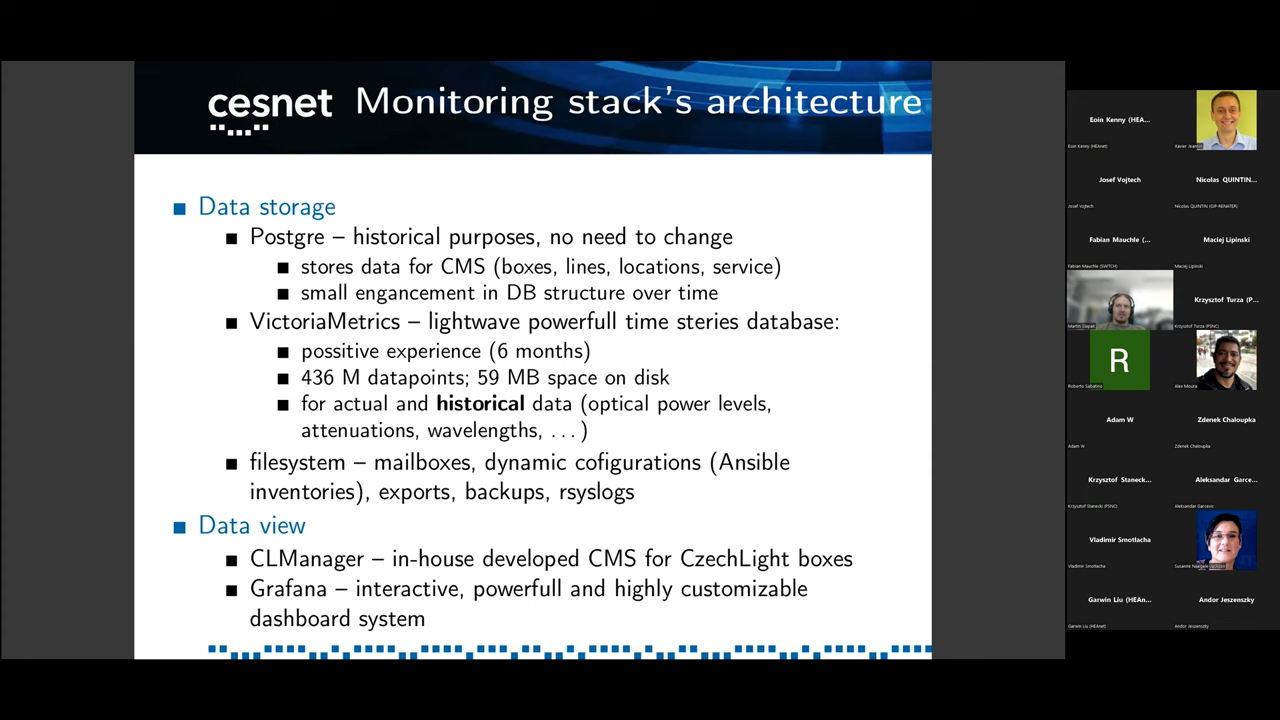 cesnet Monitoring stack's architecture
Data storage
Postgre – historical purposes, no need to change
stores data for CMS (boxes, lines, locations, service)
small engancement in DB structure over time
VictoriaMetrics – lightwave powerfull time steries database:
possitive experience (6 months)
436 M datapoints; 59 MB space on disk
for actual and historical data (optical power levels,
attenuations, wavelengths, ...)
filesystem – mailboxes, dynamic cofigurations (Ansible
inventories), exports, backups, rsyslogs
Data view
CLManager – in-house developed CMS for CzechLight boxes
Grafana – interactive, powerfull and highly customizable
dashboard system
Eoin Kenny (HEA...
Eoin Kenny (HEAnet)
Xavier Jeannin
Josef Vojtech
Josef Vojtech
Nicolas QUINTIN...
Nicolas QUINTIN (GIP-RENATER)
Fabian Mauchle (...
Fabian Mauchle (SWITCH)
Maciej Lipinski
Maciej Lipinski
Martin Slapak
Krzysztof Turza (P...
Krzysztof Turza (PSNC)
R
Roberto Sabatino
Alex Moura
Adam W
Adam W
Zdenek Chaloupka
Zdenek Chaloupka
Krzysztof Staneck...
Krzysztof Stanecki (PSNC)
Aleksandar Garce...
Aleksandar Garcevic
Vladimir Smotlacha
Vladimir Smotlacha
Susanne Naegele-Jackson
Garwin Liu (HEAn...
Garwin Liu (HEAnet)
Andor Jeszenszky
Andor Jeszenszky